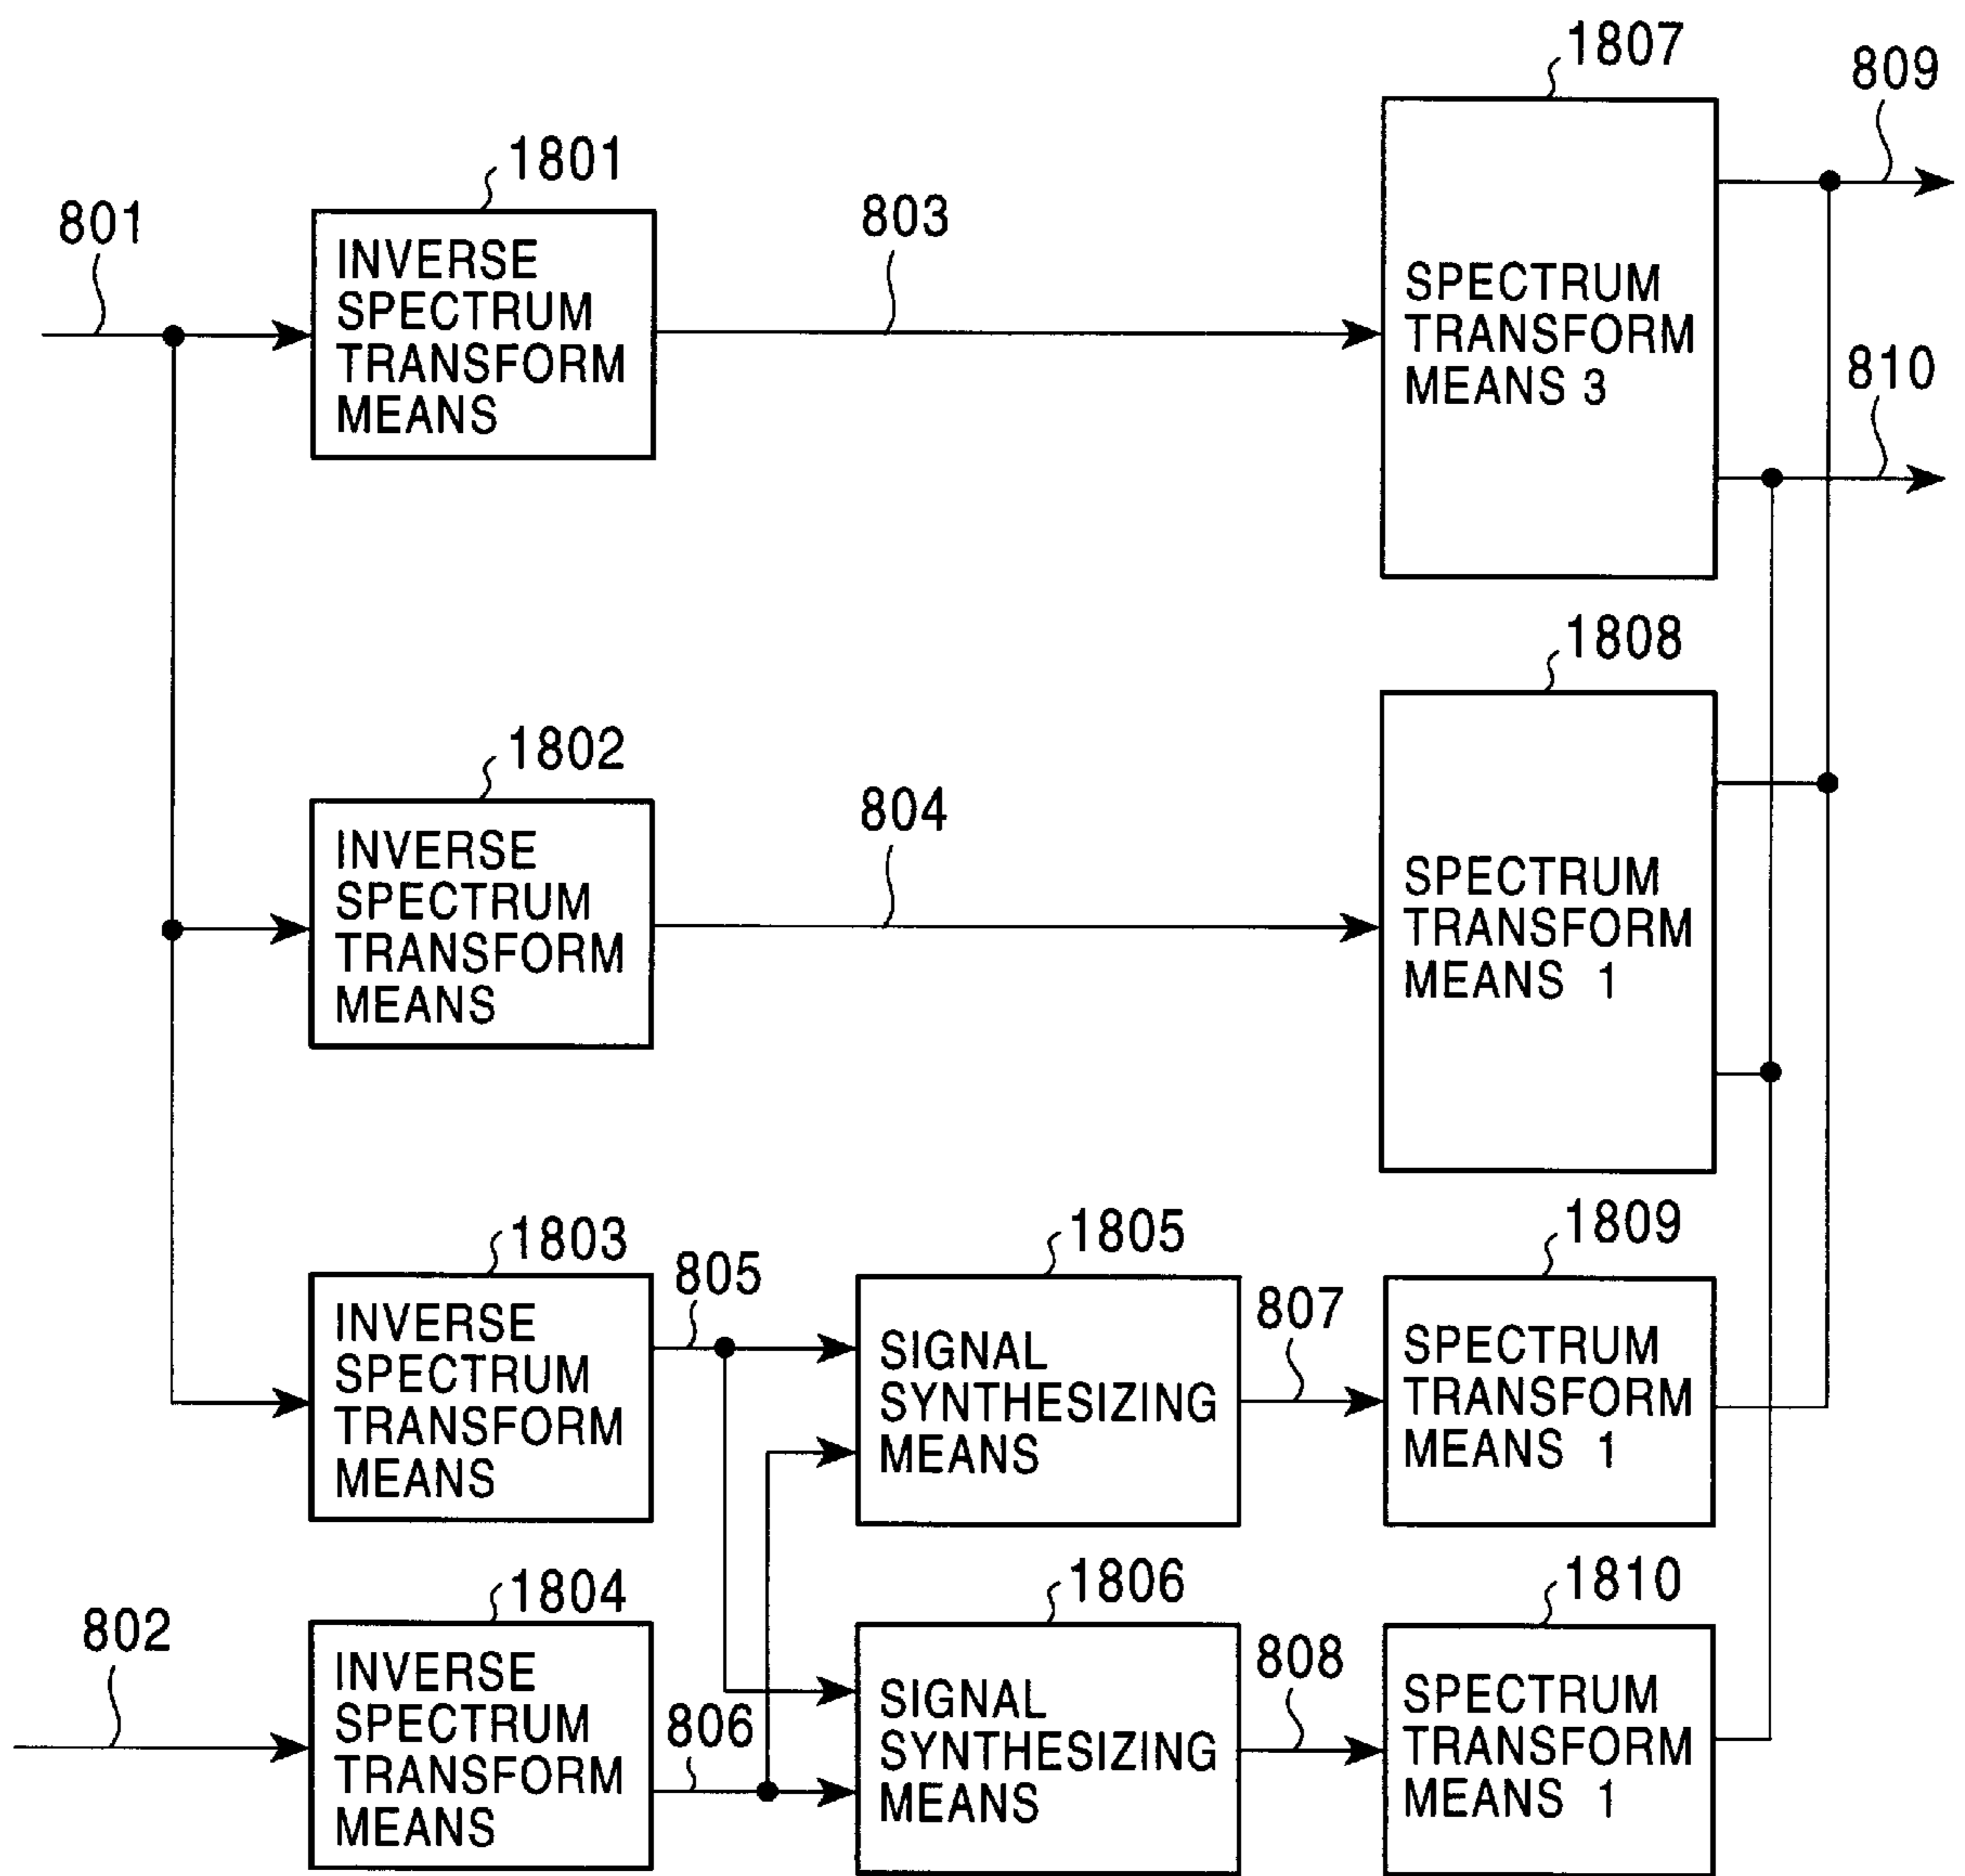 1807
809
1801
801
803
INVERSE
SPECTRUM
TRANSFORM
MEANS
SPECTRUM
TRANSFORM
MEANS 3
810
1808
1802
804
INVERSE
SPECTRUM
TRANSFORM
MEANS
SPECTRUM
TRANSFORM
MEANS 1
1803
805
1805
807
1809
INVERSE
SPECTRUM
TRANSFORM
MEANS
SIGNAL
SYNTHESIZING
MEANS
SPECTRUM
TRANSFORM
MEANS 1
802
1804
806
1806
808
1810
INVERSE
SPECTRUM
TRANSFORM
MEANS
SIGNAL
SYNTHESIZING
MEANS
SPECTRUM
TRANSFORM
MEANS 1